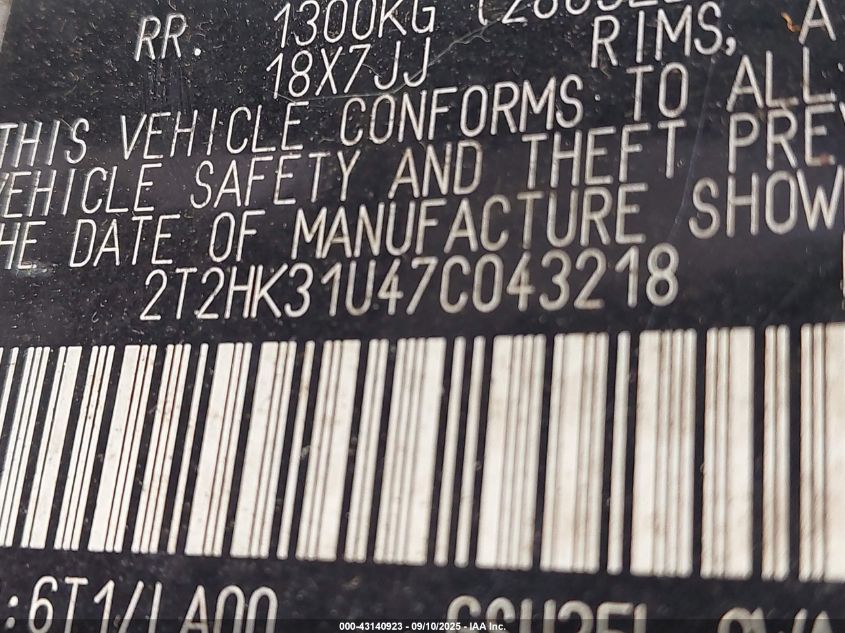 RR. 1300KG
18X7JJ RIMS, A
THIS VEHICLE CONFORMS TO ALL
VEHICLE SAFETY AND THEFT PREV
HE DATE OF MANUFACTURE SHOW
2T2HK31U47C043218
:6T1/LA00
000-43140923 - 09/10/2025 - IAA Inc.